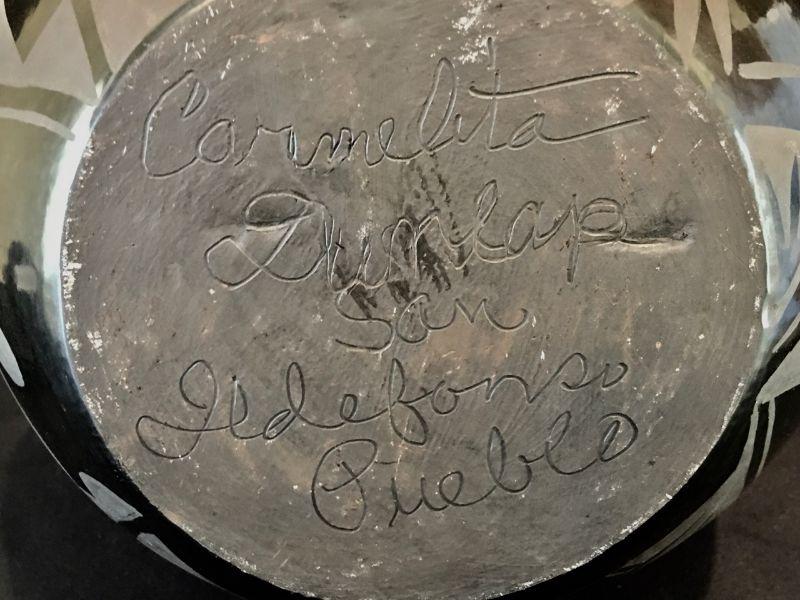 Carmelita
Dunlap
San
Ildefonso
Pueblo